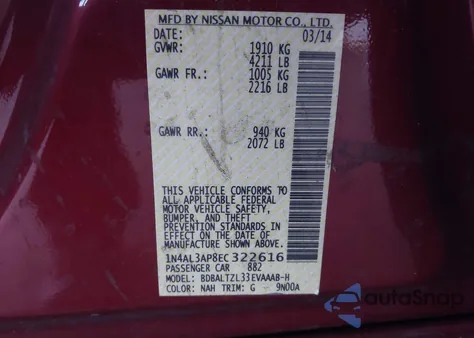 MFD BY NISSAN MOTOR CO., LTD.
DATE: 03/14
GVWR: 1910 KG
4211 LB
GAWR FR.: 1005 KG
2216 LB
GAWR RR.: 940 KG
2072 LB
THIS VEHICLE CONFORMS TO
ALL APPLICABLE FEDERAL
MOTOR VEHICLE SAFETY,
BUMPER, AND THEFT
PREVENTION STANDARDS IN
EFFECT ON THE DATE OF
MANUFACTURE SHOWN ABOVE.
1N4AL3AP8EC322616
PASSENGER CAR 882
MODEL: BDBALTZL33EVAAAB-H
COLOR: NAH TRIM: G - 9N00A
autoSnap